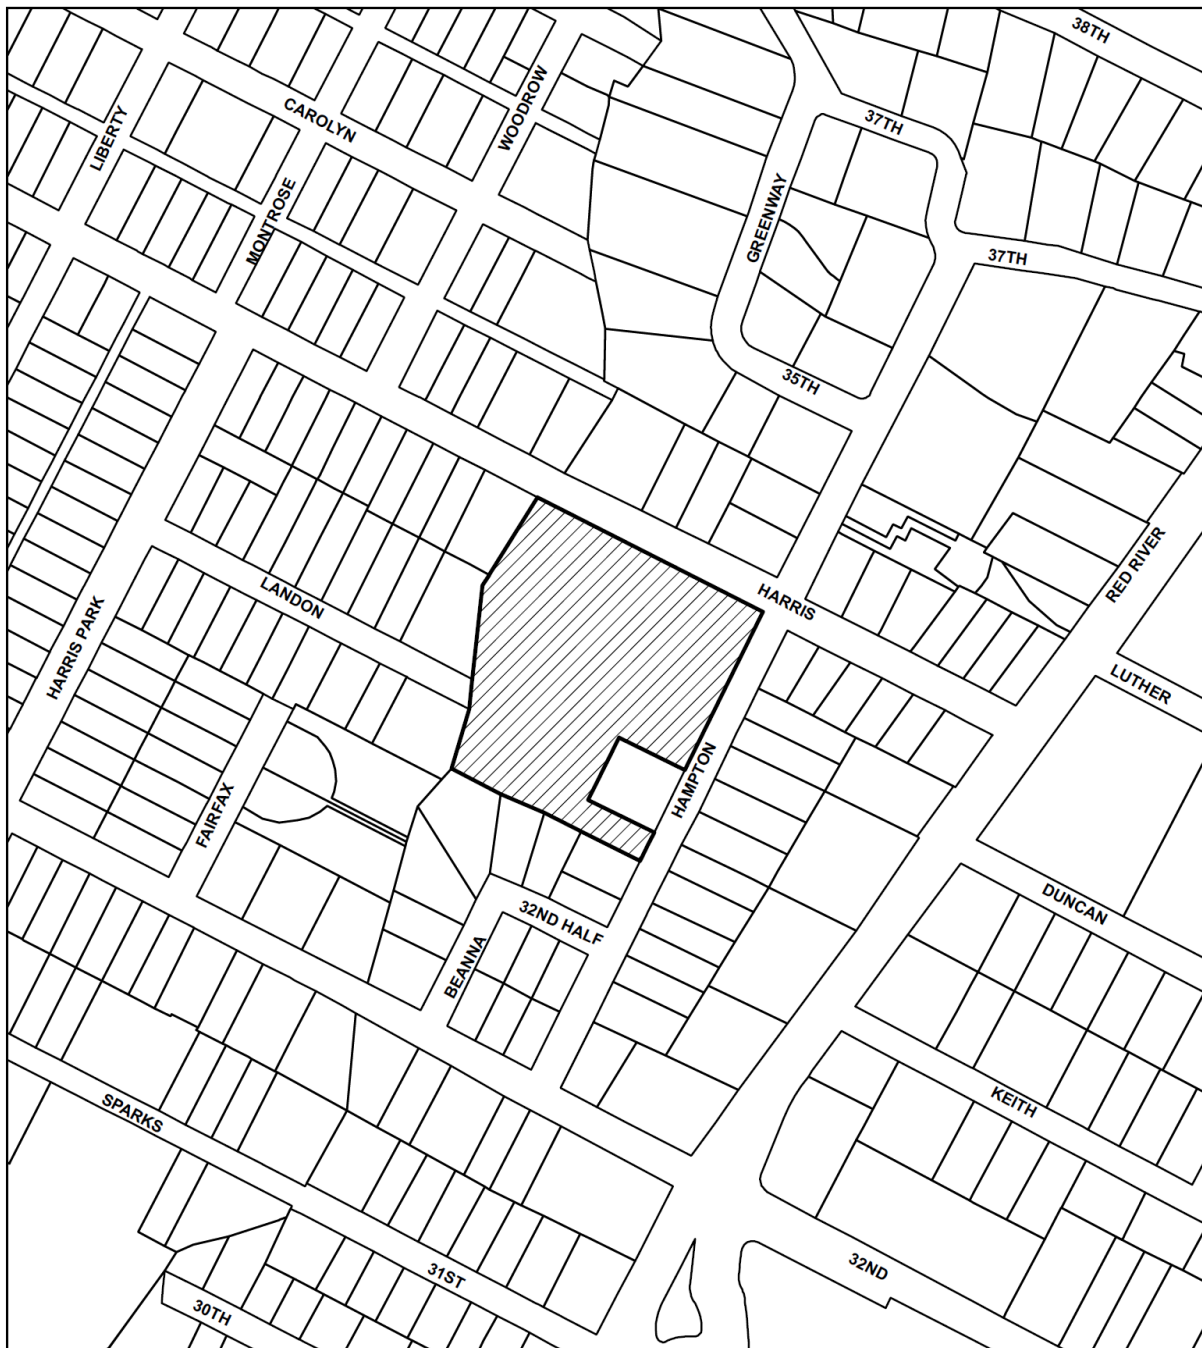 38TH
CAROLYN
WOODROW
37TH
LIBERTY
MONTROSE
GREENWAY
37TH
35TH
RED RIVER
LANDON
HARRIS
HARRIS PARK
LUTHER
HAMPTON
FAIRFAX
DUNCAN
32ND HALF
BEANNA
KEITH
SPARKS
32ND
31ST
30TH